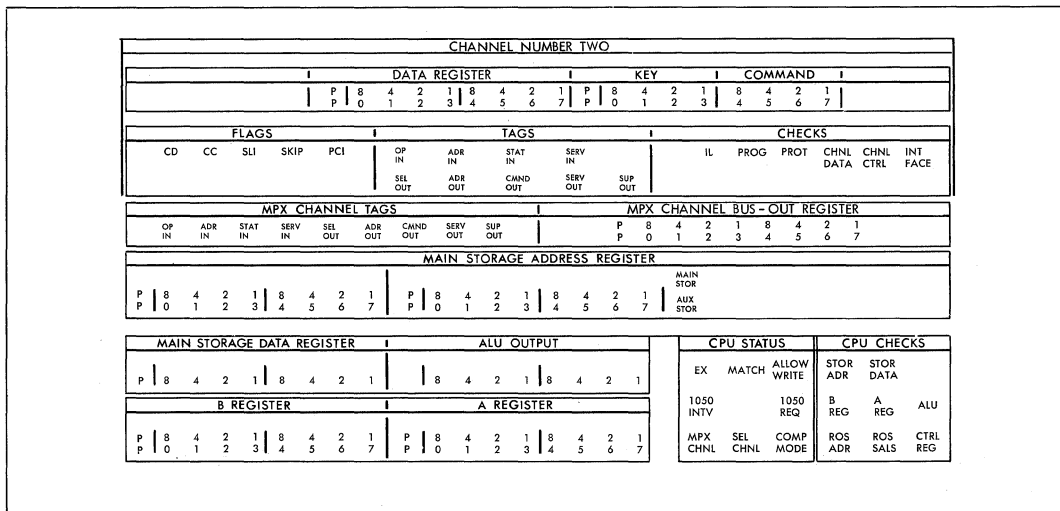 CHANNEL NUMBER TWO
DATA REGISTER KEY COMMAND
P 8 4 2 1 8 4 2 1 P 8 4 2 1 8 4 2 1
P 0 1 2 3 4 5 6 7 P 0 1 2 3 4 5 6 7
FLAGS TAGS CHECKS
CD CC SLI SKIP PCI OP ADR STAT SERV IL PROG PROT CHNL CHNL INT
IN IN IN IN DATA CTRL FACE
SEL ADR CMND SERV SUP
OUT OUT OUT OUT OUT
MPX CHANNEL TAGS MPX CHANNEL BUS-OUT REGISTER
OP ADR STAT SERV SEL ADR CMND SERV SUP P 8 4 2 1 8 4 2 1
IN IN IN IN OUT OUT OUT OUT OUT P 0 1 2 3 4 5 6 7
MAIN STORAGE ADDRESS REGISTER
MAIN
STOR
P 8 4 2 1 8 4 2 1 P 8 4 2 1 8 4 2 1 AUX
P 0 1 2 3 4 5 6 7 P 0 1 2 3 4 5 6 7 STOR
MAIN STORAGE DATA REGISTER ALU OUTPUT CPU STATUS CPU CHECKS
EX MATCH ALLOW WRITE STOR ADR STOR DATA
P 8 4 2 1 8 4 2 1 8 4 2 1 8 4 2 1
B REGISTER A REGISTER
1050 INTV 1050 REQ B REG A REG ALU
P 8 4 2 1 8 4 2 1 P 8 4 2 1 8 4 2 1 MPX SEL COMP ROS ROS CTRL
P 0 1 2 3 4 5 6 7 P 0 1 2 3 4 5 6 7 CHNL CHNL MODE ADR SALS REG